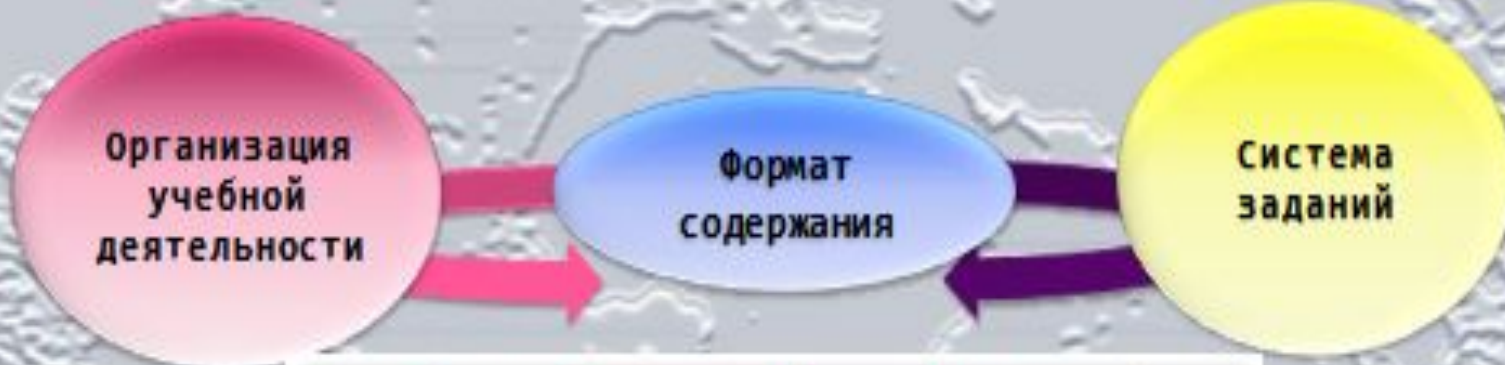 Организация
учебной
деятельности
Формат
содержания
Система
заданий